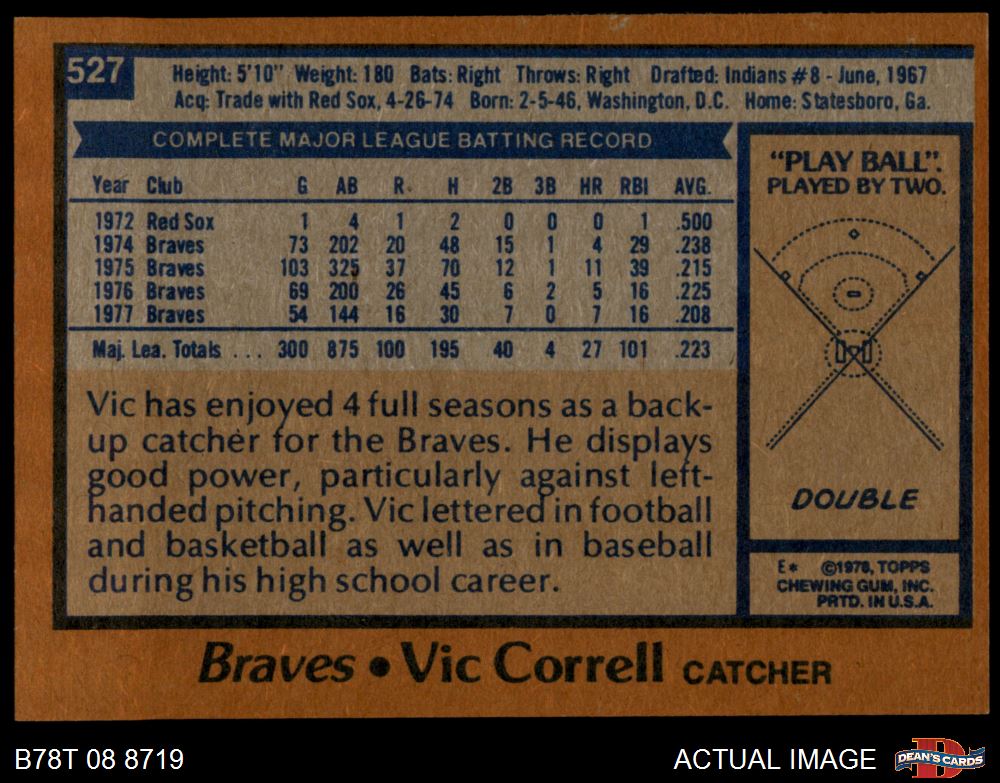 527
Height: 5'10" Weight: 180 Bats: Right Throws: Right Drafted: Indians #8 - June, 1967
Acq: Trade with Red Sox, 4-26-74 Born: 2-5-46, Washington, D.C. Home: Statesboro, Ga.
COMPLETE MAJOR LEAGUE BATTING RECORD
Year Club G AB R H 2B 3B HR RBI AVG.
1972 Red Sox 1 4 1 2 0 0 0 1 .500
1974 Braves 73 202 20 48 15 1 4 29 .238
1975 Braves 103 325 37 70 12 1 11 39 .215
1976 Braves 69 200 26 45 6 2 5 16 .225
1977 Braves 54 144 16 30 7 0 7 16 .208
Maj. Lea. Totals ... 300 875 100 195 40 4 27 101 .223
Vic has enjoyed 4 full seasons as a back-
up catcher for the Braves. He displays
good power, particularly against left-
handed pitching. Vic lettered in football
and basketball as well as in baseball
during his high school career.
"PLAY BALL".
PLAYED BY TWO.
DOUBLE
E* ©1978, TOPPS
CHEWING GUM, INC.
PRTD. IN U.S.A.
Braves • Vic Correll CATCHER
B78T 08 8719
ACTUAL IMAGE
D
DEAN'S CARDS